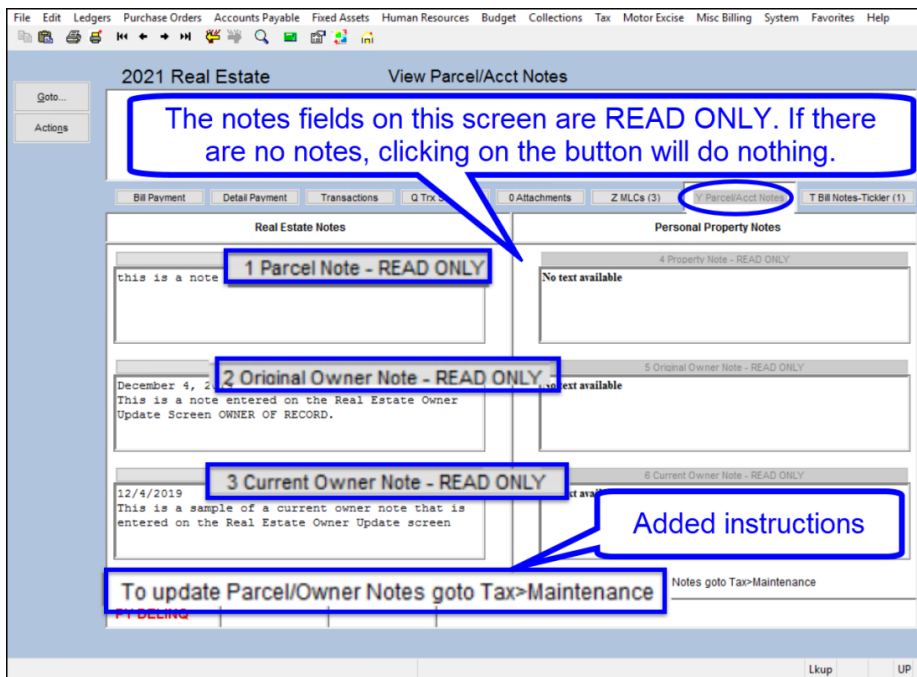 File Edit Ledgers Purchase Orders Accounts Payable Fixed Assets Human Resources Budget Collections Tax Motor Excise Misc Billing System Favorites Help
2021 Real Estate View Parcel/Acct Notes
Goto...
Actions
The notes fields on this screen are READ ONLY. If there
are no notes, clicking on the button will do nothing.
Bill Payment Detail Payment Transactions Q Trx 0 Attachments Z MLCs (3) Y Parcel/Acct Notes T Bill Notes-Tickler (1)
Real Estate Notes Personal Property Notes
1 Parcel Note - READ ONLY 4 Property Note - READ ONLY
this is a note No text available
2 Original Owner Note - READ ONLY 5 Original Owner Note - READ ONLY
December 4, text available
This is a note entered on the Real Estate Owner
Update Screen OWNER OF RECORD.
3 Current Owner Note - READ ONLY 6 Current Owner Note - READ ONLY
12/4/2019
This is a sample of a current owner note that is
entered on the Real Estate Owner Update screen
Added instructions
To update Parcel/Owner Notes goto Tax>Maintenance Notes goto Tax>Maintenance
PY DELINQ
Lkup UP